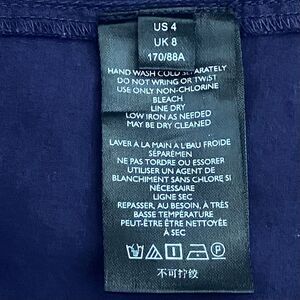 US 4
UK 8
170/88A
HAND WASH COLD SEPARATELY
DO NOT WRING OR TWIST
USE ONLY NON-CHLORINE
BLEACH
LINE DRY
LOW IRON AS NEEDED
MAY BE DRY CLEANED
LAVER À LA MAIN À L'EAU FROIDE
SÉPARÉMEN
NE PAS TORDRE OU ESSORER
UTILISER UN AGENT DE
BLANCHIMENT SANS CHLORE SI
NÉCESSAIRE
LIGNE SEC
REPASSER, AU BESOIN, À TRÈS
BASSE TEMPÉRATURE
PEUT-ÊTRE ÊTRE NETTOYÉE
À SEC
不可拧绞